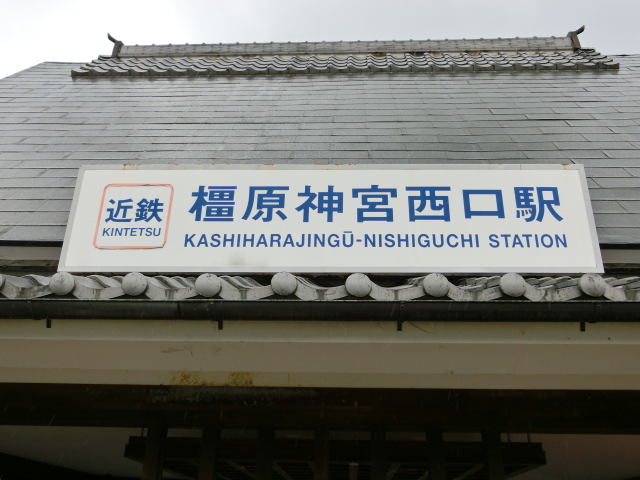 近鉄
KINTETSU
橿原神宮西口駅
KASHIHARAJINGŪ-NISHIGUCHI STATION